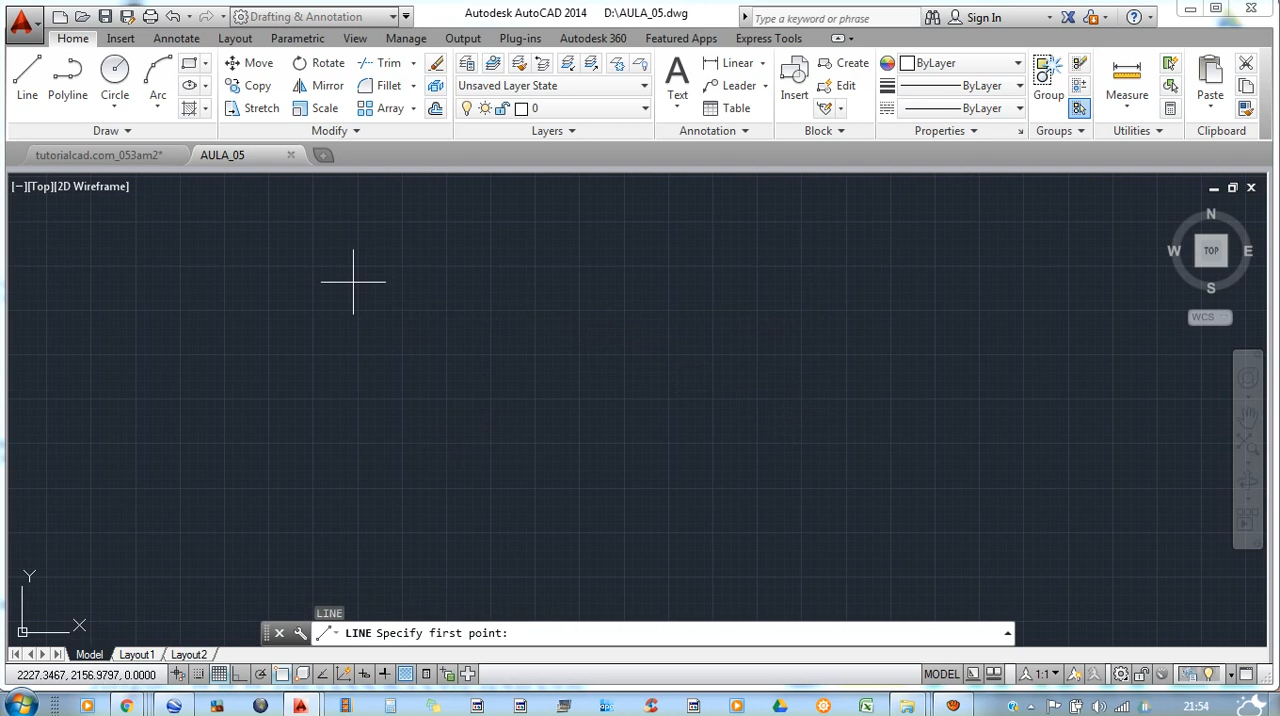 Drafting & Annotation
Autodesk AutoCAD 2014 D:\AULA_05.dwg
Type a keyword or phrase
Sign In
Home Insert Annotate Layout Parametric View Manage Output Plug-ins Autodesk 360 Featured Apps Express Tools
Move Rotate Trim
Linear Create
ByLayer
Line Polyline Circle Arc
Copy Mirror Fillet
Unsaved Layer State
Text
Leader
Insert
Edit
ByLayer
Group
Measure
Paste
Stretch Scale Array
0
Table
ByLayer
Draw Modify Layers Annotation Block Properties Groups Utilities Clipboard
tutorialcad.com_053am2* AULA_05
[−][Top][2D Wireframe]
N
W TOP E
S
WCS
Y
X
LINE
LINE Specify first point:
Model Layout1 Layout2
2227.3467, 2156.9797, 0.0000
MODEL
1:1
21:54